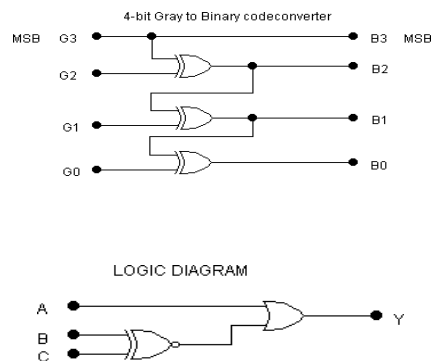 4-bit Gray to Binary codeconverter
MSB G3 B3 MSB
G2 B2
G1 B1
G0 B0
LOGIC DIAGRAM
A
Y
B
C